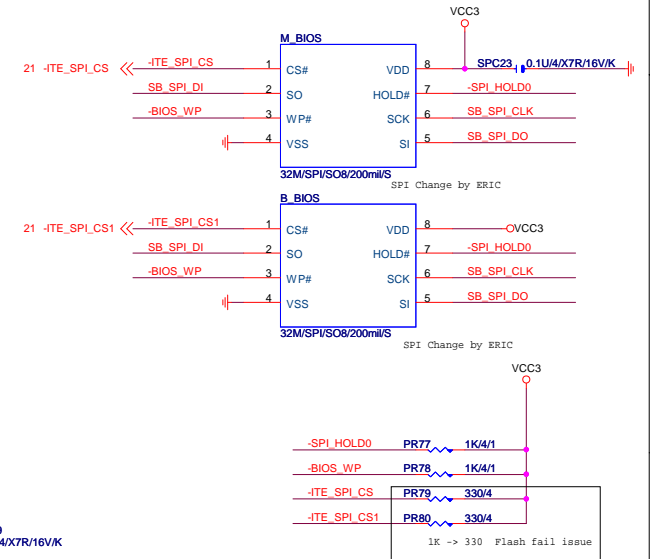 VCC3
M_BIOS
21 -ITE_SPI_CS -ITE_SPI_CS 1 CS# VDD 8 SPC23 0.1U/4/X7R/16V/K
SB_SPI_DI 2 SO HOLD# 7 -SPI_HOLD0
-BIOS_WP 3 WP# SCK 6 SB_SPI_CLK
4 VSS SI 5 SB_SPI_DO
32M/SPI/SO8/200mil/S
SPI Change by ERIC
B_BIOS
21 -ITE_SPI_CS1 -ITE_SPI_CS1 1 CS# VDD 8 VCC3
SB_SPI_DI 2 SO HOLD# 7 -SPI_HOLD0
-BIOS_WP 3 WP# SCK 6 SB_SPI_CLK
4 VSS SI 5 SB_SPI_DO
32M/SPI/SO8/200mil/S
SPI Change by ERIC
VCC3
-SPI_HOLD0 PR77 1K/4/1
-BIOS_WP PR78 1K/4/1
-ITE_SPI_CS PR79 330/4
-ITE_SPI_CS1 PR80 330/4
1K -> 330 Flash fail issue
4/X7R/16V/K